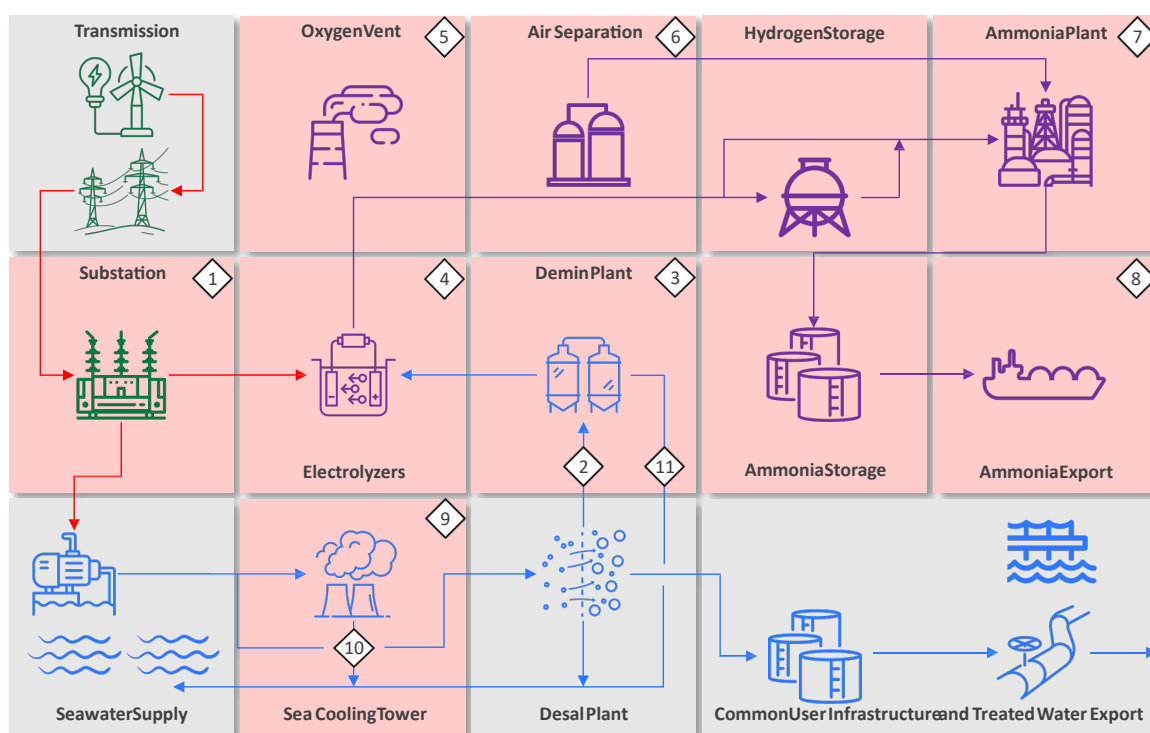 Transmission
OxygenVent
5
Air Separation
6
HydrogenStorage
AmmoniaPlant
7
Substation
1
4
DeminPlant
3
8
Electrolyzers
2
11
AmmoniaStorage
AmmoniaExport
9
10
SeawaterSupply
Sea CoolingTower
DesalPlant
CommonUser Infrastructureand Treated Water Export